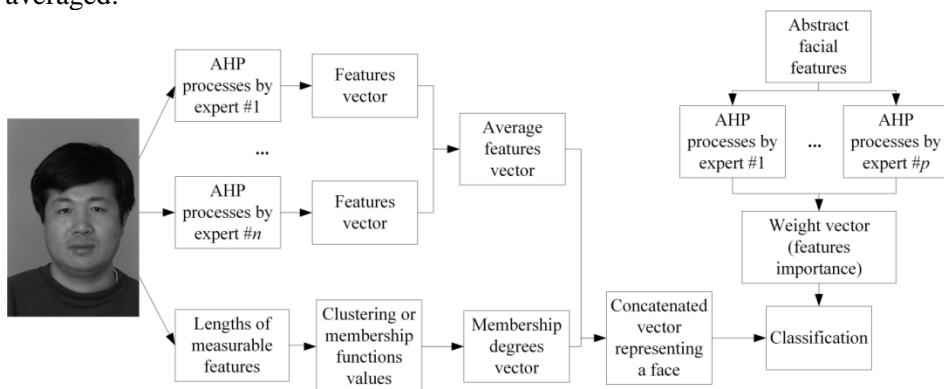 averaged.
AHP
processes by
expert #1
Features
vector
...
AHP
processes by
expert #n
Features
vector
Average
features
vector
Lengths of
measurable
features
Clustering or
membership
functions
values
Membership
degrees
vector
Concatenated
vector
representing
a face
Abstract
facial
features
AHP
processes by
expert #1
...
AHP
processes by
expert #p
Weight vector
(features
importance)
Classification